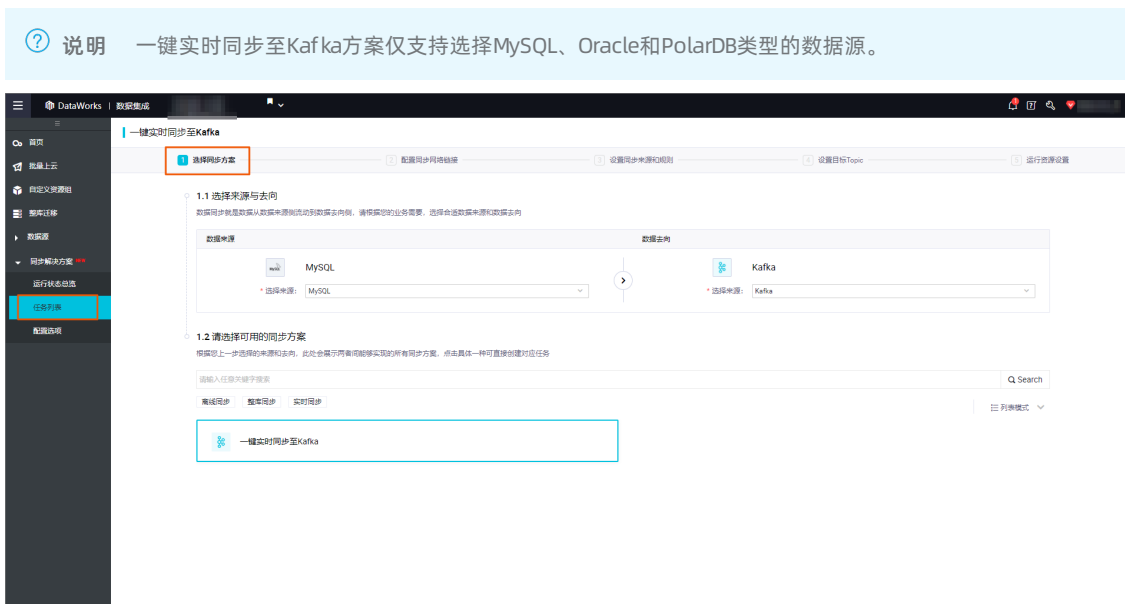 说明 一键实时同步至Kafka方案仅支持选择MySQL、Oracle和PolarDB类型的数据源。
DataWorks | 数据集成
首页
批量上云
自定义资源组
整库迁移
数据源
同步解决方案
运行状态总览
任务列表
配置选项
一键实时同步至Kafka
1 选择同步方案
2 配置同步网络链接
3 设置同步来源和规则
4 设置目标Topic
5 运行资源设置
1.1 选择来源与去向
数据同步就是数据从数据来源侧流动到数据去向侧，请根据您的业务需要，选择合适数据来源和数据去向
数据来源
数据去向
MySQL
Kafka
* 选择来源： MySQL
* 选择来源： Kafka
1.2 请选择可用的同步方案
根据您上一步选择的来源和去向，此处会展示两者间能够实现的所有同步方案，点击具体一种可直接创建对应任务
请输入任意关键字搜索
Search
离线同步 整库同步 实时同步
列表模式
一键实时同步至Kafka